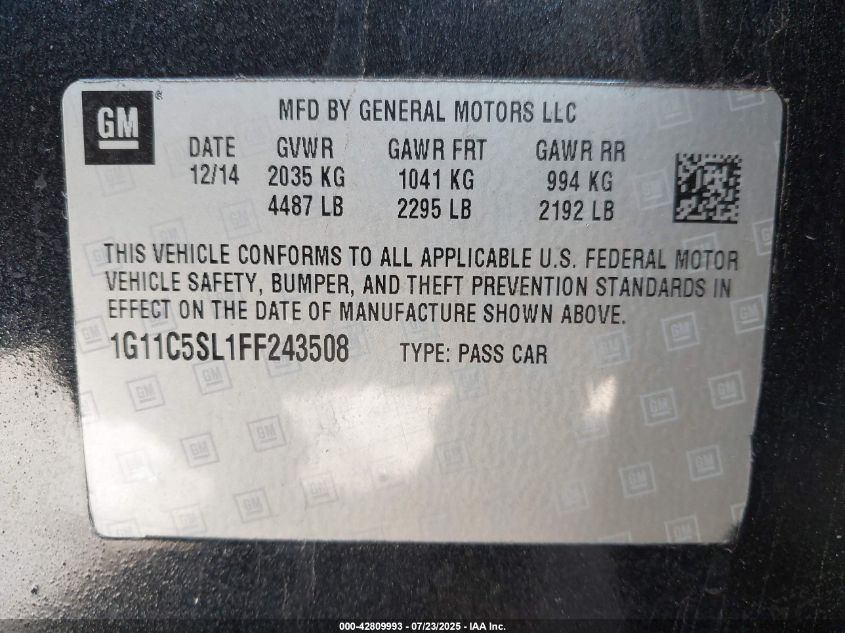 GM ®
MFD BY GENERAL MOTORS LLC
DATE GVWR GAWR FRT GAWR RR
12/14 2035 KG 1041 KG 994 KG
4487 LB 2295 LB 2192 LB
THIS VEHICLE CONFORMS TO ALL APPLICABLE U.S. FEDERAL MOTOR
VEHICLE SAFETY, BUMPER, AND THEFT PREVENTION STANDARDS IN
EFFECT ON THE DATE OF MANUFACTURE SHOWN ABOVE.
1G11C5SL1FF243508 TYPE: PASS CAR
000-42809993 - 07/23/2025 - IAA Inc.